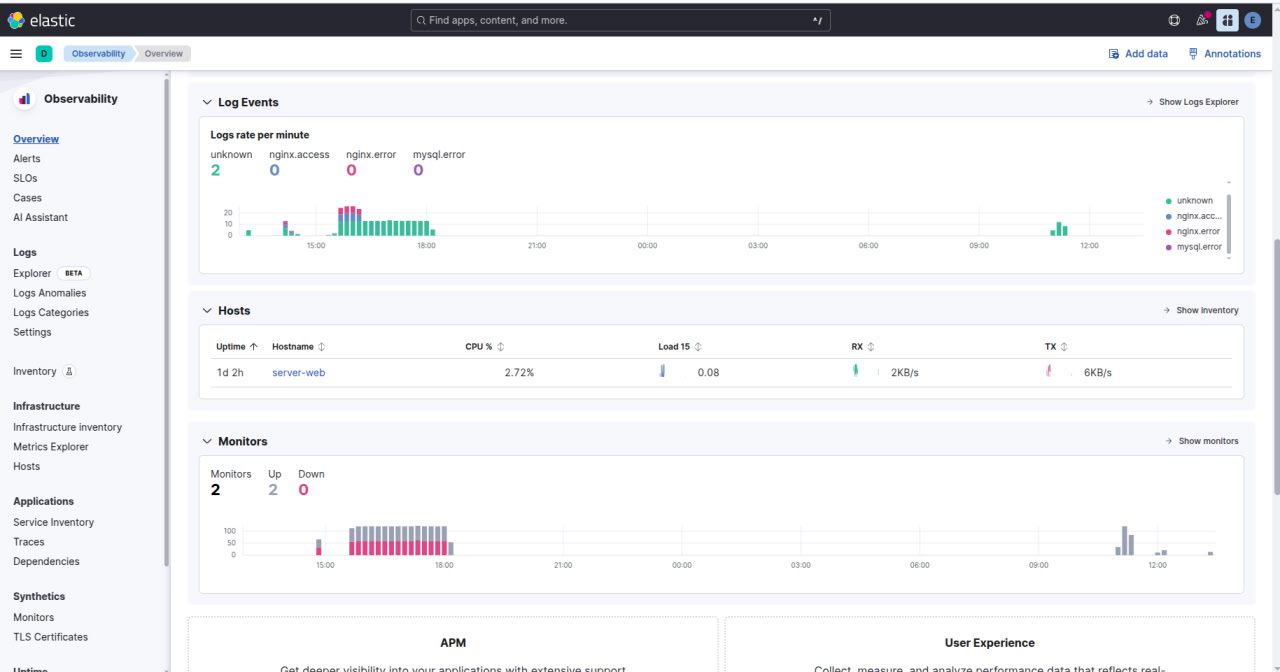 elastic
Find apps, content, and more.
^/
E
D
Observability
Overview
Add data
Annotations
Observability
Overview
Alerts
SLOs
Cases
AI Assistant
Logs
Explorer BETA
Logs Anomalies
Logs Categories
Settings
Inventory
Infrastructure
Infrastructure inventory
Metrics Explorer
Hosts
Applications
Service Inventory
Traces
Dependencies
Synthetics
Monitors
TLS Certificates
Uptime
Log Events
Show Logs Explorer
Logs rate per minute
unknown nginx.access nginx.error mysql.error
2 0 0 0
20
10
0
15:00 18:00 21:00 00:00 03:00 06:00 09:00 12:00
unknown
nginx.acc...
nginx.error
mysql.error
Hosts
Show inventory
Uptime Hostname CPU % Load 15 RX TX
1d 2h server-web 2.72% 0.08 2KB/s 6KB/s
Monitors
Show monitors
Monitors Up Down
2 2 0
100
50
0
15:00 18:00 21:00 00:00 03:00 06:00 09:00 12:00
APM
Get deeper visibility into your applications with extensive support
User Experience
Collect, measure, and analyze performance data that reflects real-